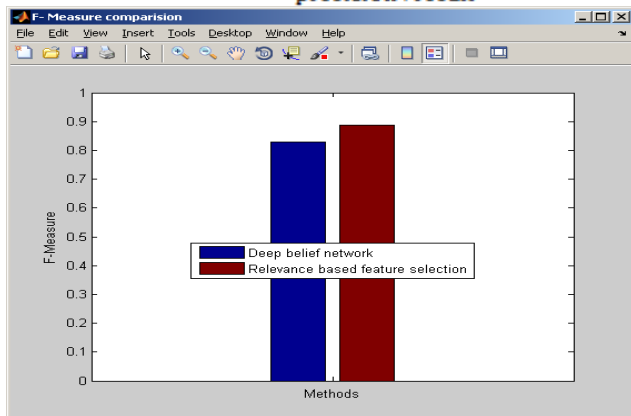 F- Measure comparision
File Edit View Insert Tools Desktop Window Help
1
0.9
0.8
0.7
0.6
0.5
0.4
0.3
0.2
0.1
0
F-Measure
Deep belief network
Relevance based feature selection
Methods